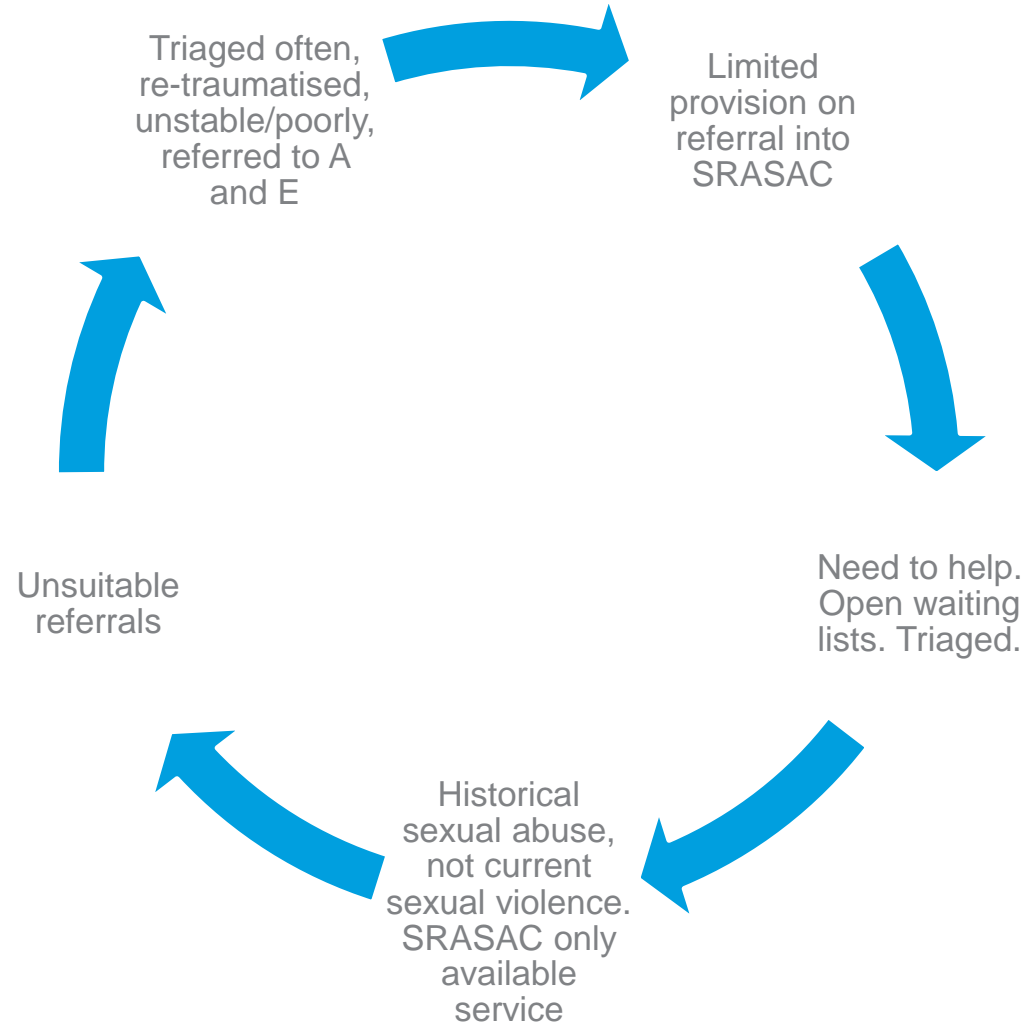 Triaged often,
re-traumatised,
unstable/poorly,
referred to A
and E
Limited
provision on
referral into
SRASAC
Need to help.
Open waiting
lists. Triaged.
Historical
sexual abuse,
not current
sexual violence.
SRASAC only
available
service
Unsuitable
referrals